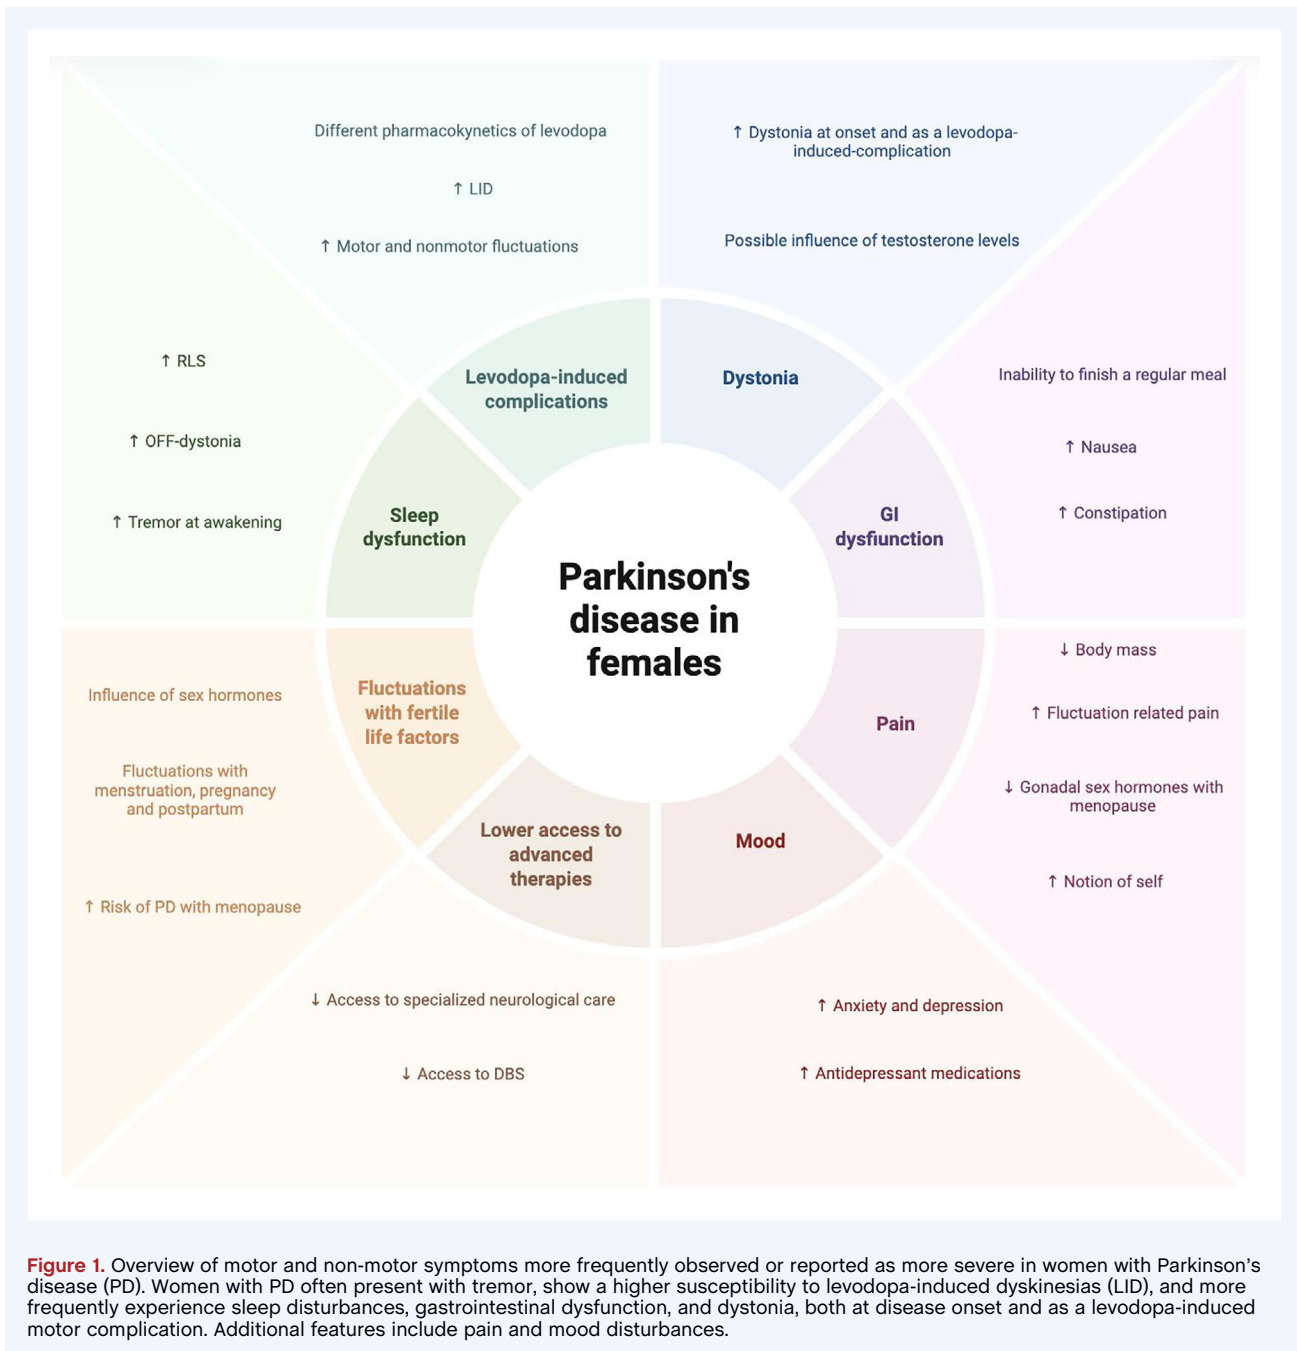 Different pharmacokynetics of levodopa
↑ LID
↑ Motor and nonmotor fluctuations
↑ Dystonia at onset and as a levodopa-
induced-complication
Possible influence of testosterone levels
↑ RLS
↑ OFF-dystonia
↑ Tremor at awakening
Levodopa-induced
complications
Dystonia
Inability to finish a regular meal
↑ Nausea
↑ Constipation
Sleep
dysfunction
GI
dysfiunction
Parkinson's
disease in
females
Influence of sex hormones
Fluctuations with
menstruation, pregnancy
and postpartum
↑ Risk of PD with menopause
Fluctuations
with fertile
life factors
Pain
↓ Body mass
↑ Fluctuation related pain
↓ Gonadal sex hormones with
menopause
↑ Notion of self
Lower access to
advanced
therapies
Mood
↓ Access to specialized neurological care
↓ Access to DBS
↑ Anxiety and depression
↑ Antidepressant medications
Figure 1. Overview of motor and non-motor symptoms more frequently observed or reported as more severe in women with Parkinson's
disease (PD). Women with PD often present with tremor, show a higher susceptibility to levodopa-induced dyskinesias (LID), and more
frequently experience sleep disturbances, gastrointestinal dysfunction, and dystonia, both at disease onset and as a levodopa-induced
motor complication. Additional features include pain and mood disturbances.